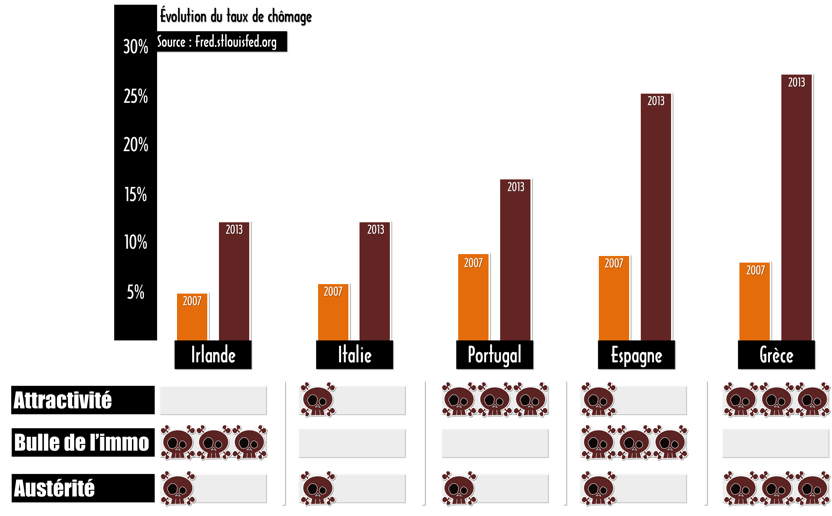 Évolution du taux de chômage
Source : Fred.stlouisfed.org
30%
25%
20%
15%
10%
5%
2007
2013
2007
2013
2007
2013
2007
2013
2007
2013
Irlande
Italie
Portugal
Espagne
Grèce
Attractivité
Bulle de l'immo
Austérité